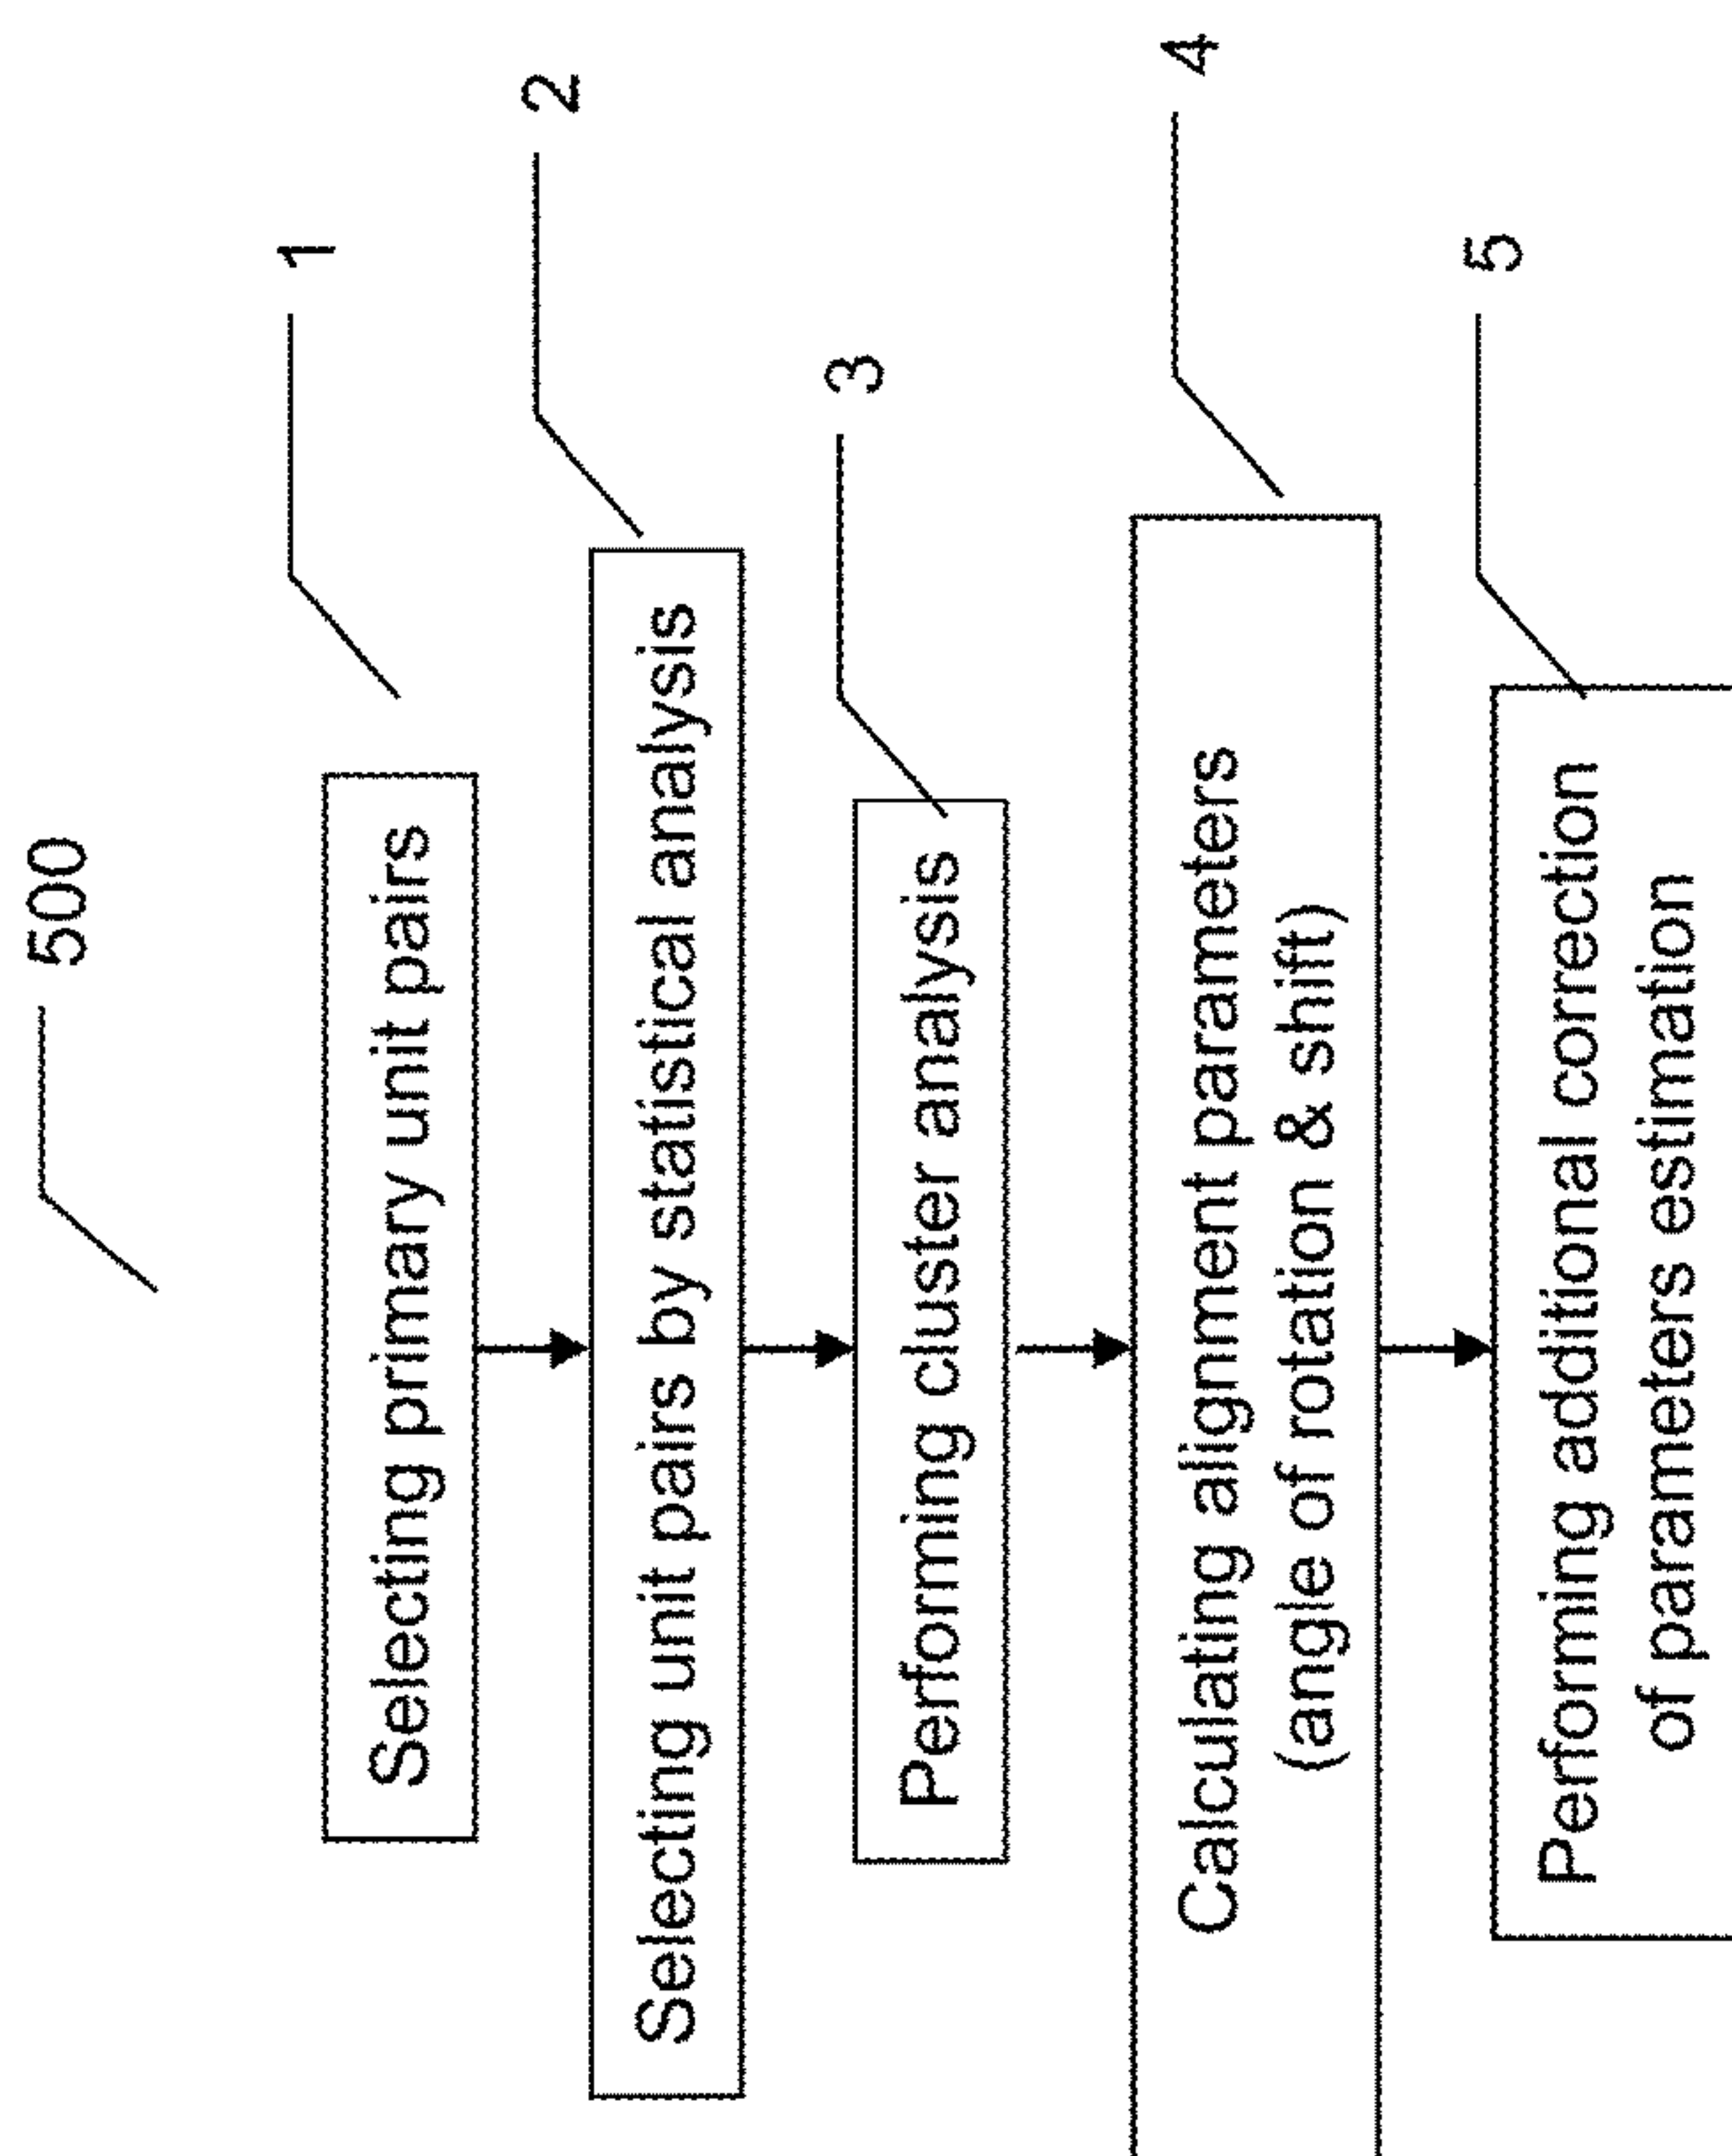 500
1
Selecting primary unit pairs
2
Selecting unit pairs by statistical analysis
3
Performing cluster analysis
4
Calculating alignment parameters
(angle of rotation & shift)
5
Performing additional correction
of parameters estimation